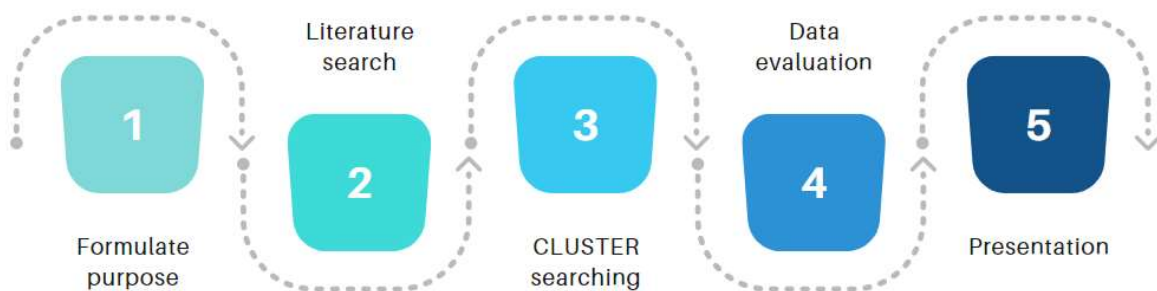 1
Formulate
purpose
Literature
search
2
3
CLUSTER
searching
Data
evaluation
4
5
Presentation